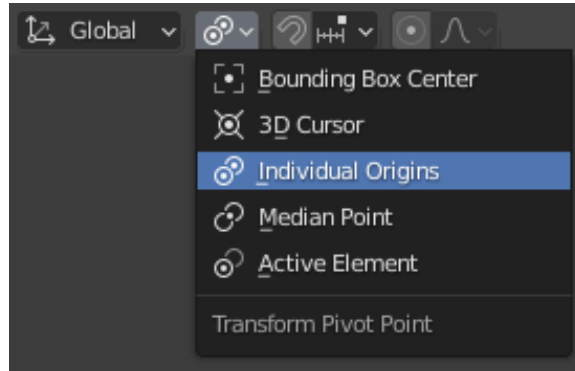 Global
Bounding Box Center
3D Cursor
Individual Origins
Median Point
Active Element
Transform Pivot Point